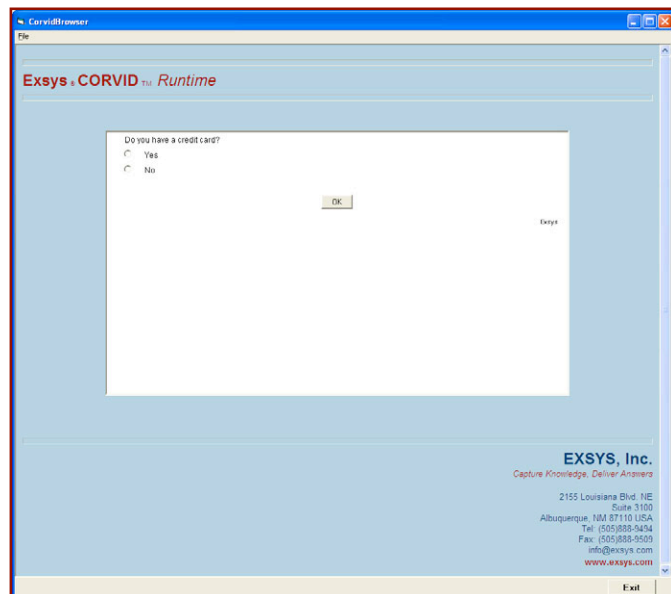 CorvidBrowser
File
Exsys ® CORVID TM Runtime
Do you have a credit card?
Yes
No
OK
Exsys
EXSYS, Inc.
Capture Knowledge, Deliver Answers
2155 Louisiana Blvd. NE
Suite 3100
Albuquerque, NM 87110 USA
Tel: (505)888-9494
Fax: (505)888-9509
info@exsys.com
www.exsys.com
Exit